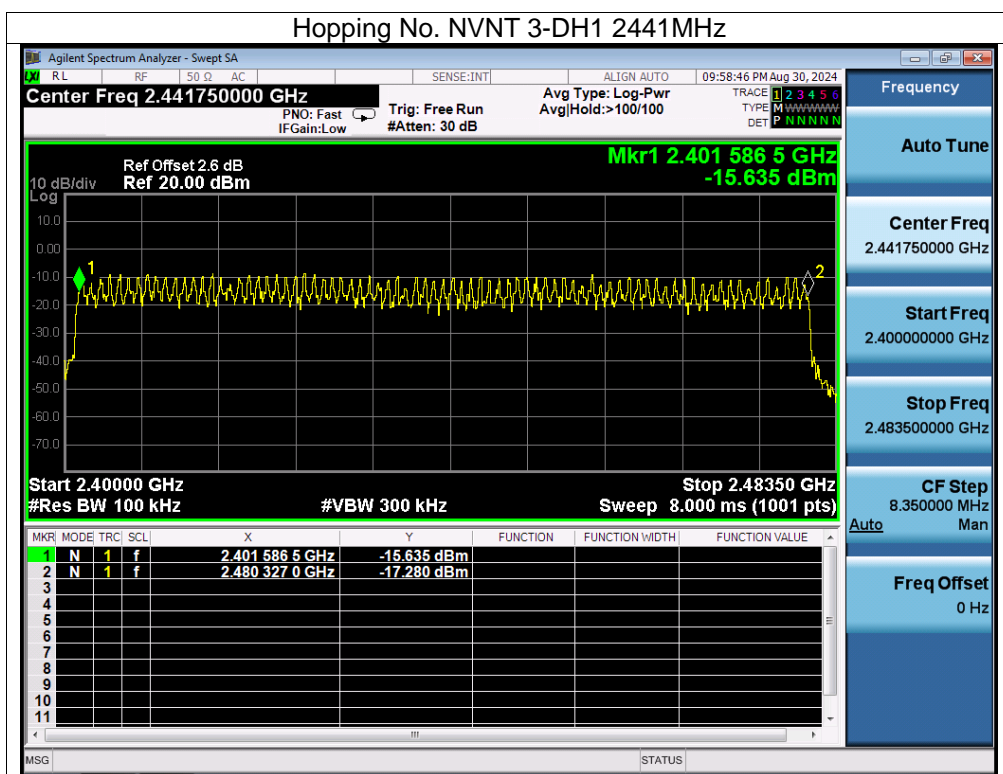 Hopping No. NVNT 3-DH1 2441MHz
Agilent Spectrum Analyzer - Swept SA
LXI RL RF 50 Ω AC SENSE:INT ALIGN AUTO 09:58:46 PM Aug 30, 2024
Center Freq 2.441750000 GHz
PNO: Fast
IFGain:Low
Trig: Free Run
#Atten: 30 dB
Avg Type: Log-Pwr
Avg|Hold:>100/100
TRACE 1 2 3 4 5 6
TYPE M WWWWW
DET P N N N N N
Ref Offset 2.6 dB
10 dB/div Ref 20.00 dBm
Log
Mkr1 2.401 586 5 GHz
-15.635 dBm
10.0
0.00
-10.0
-20.0
-30.0
-40.0
-50.0
-60.0
-70.0
1
2
Start 2.40000 GHz Stop 2.48350 GHz
#Res BW 100 kHz #VBW 300 kHz Sweep 8.000 ms (1001 pts)
MKR MODE TRC SCL X Y FUNCTION FUNCTION WIDTH FUNCTION VALUE
1 N 1 f 2.401 586 5 GHz -15.635 dBm
2 N 1 f 2.480 327 0 GHz -17.280 dBm
3
4
5
6
7
8
9
10
11
MSG STATUS
Frequency
Auto Tune
Center Freq
2.441750000 GHz
Start Freq
2.400000000 GHz
Stop Freq
2.483500000 GHz
CF Step
8.350000 MHz
Auto Man
Freq Offset
0 Hz